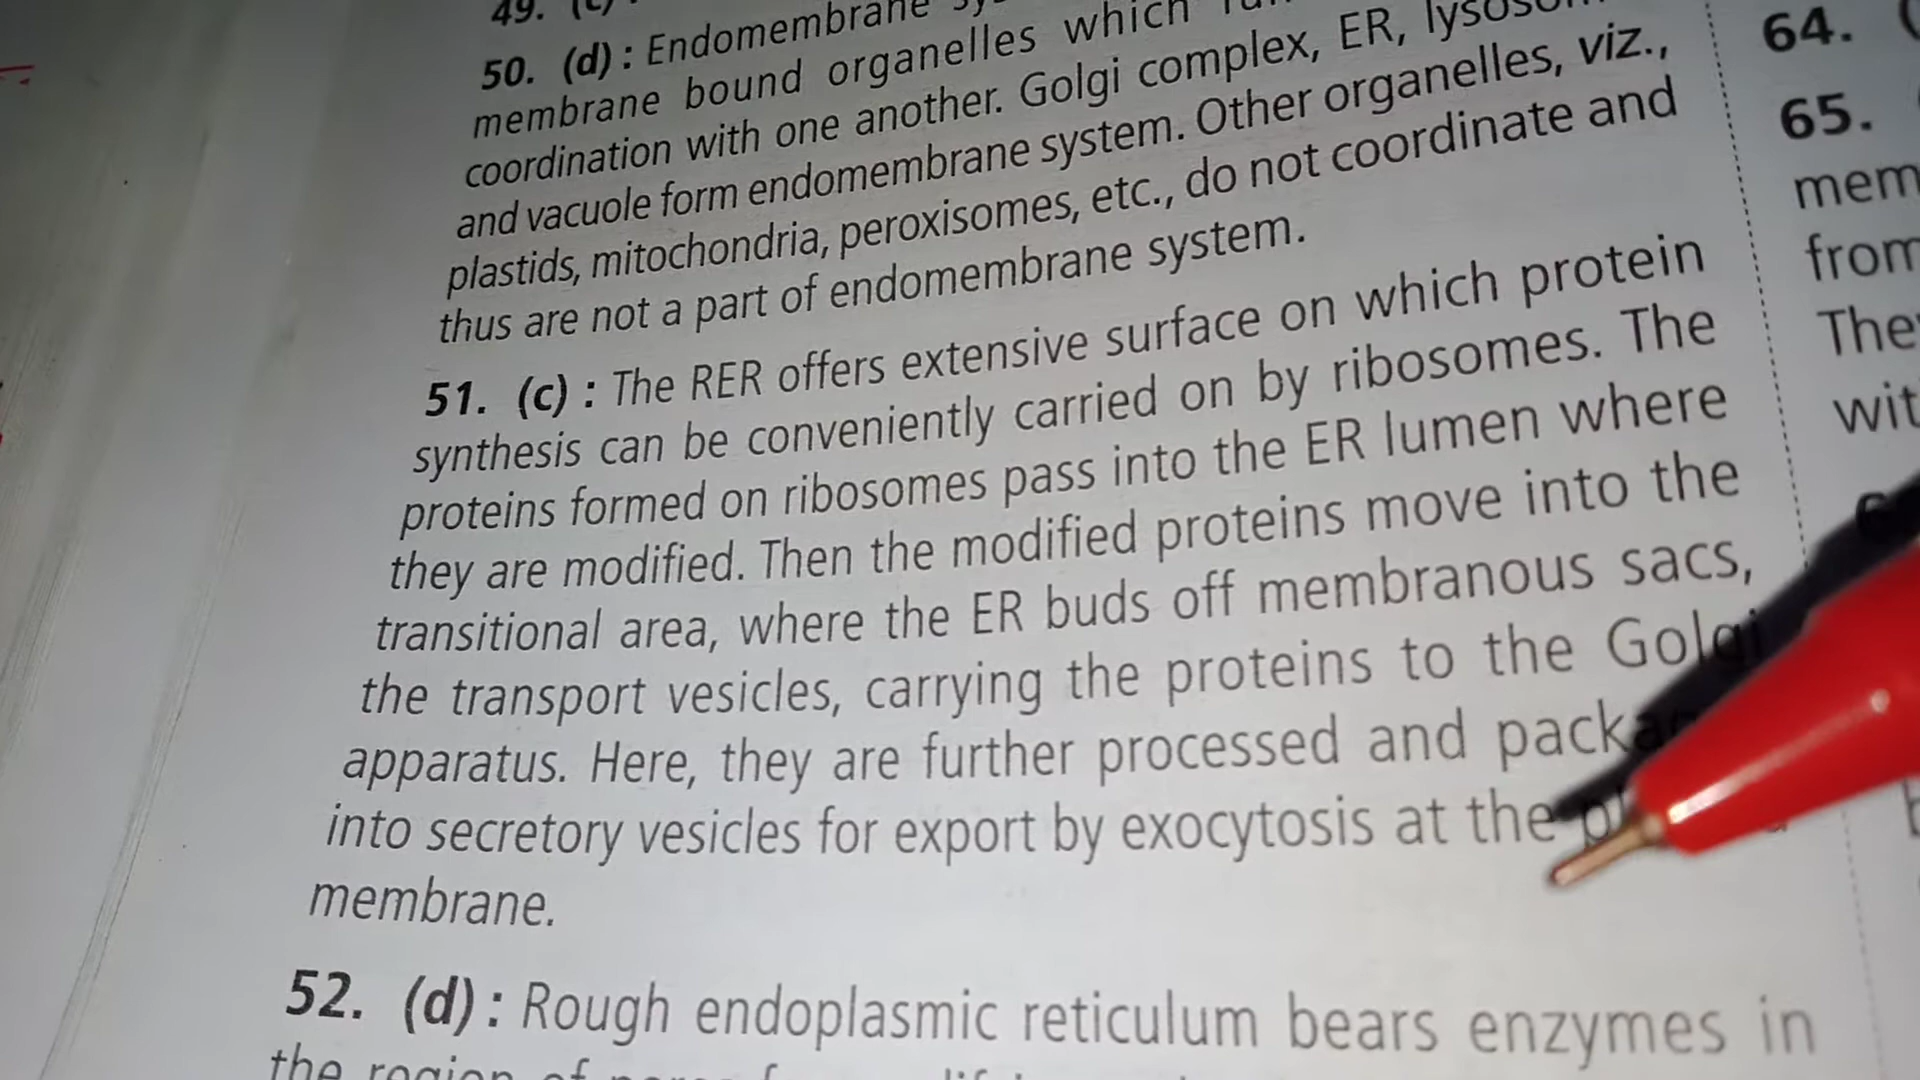 49. (c)
50. (d) : Endomembrane
membrane bound organelles which
coordination with one another. Golgi complex, ER,
and vacuole form endomembrane system. Other organelles, viz.,
plastids, mitochondria, peroxisomes, etc., do not coordinate and
thus are not a part of endomembrane system.
51. (c) : The RER offers extensive surface on which protein
synthesis can be conveniently carried on by ribosomes. The
proteins formed on ribosomes pass into the ER lumen where
they are modified. Then the modified proteins move into the
transitional area, where the ER buds off membranous sacs,
the transport vesicles, carrying the proteins to the Golgi
apparatus. Here, they are further processed and
into secretory vesicles for export by exocytosis at the
membrane.
52. (d) : Rough endoplasmic reticulum bears enzymes in
the region of
64. (
65.
mem
from
They
wit